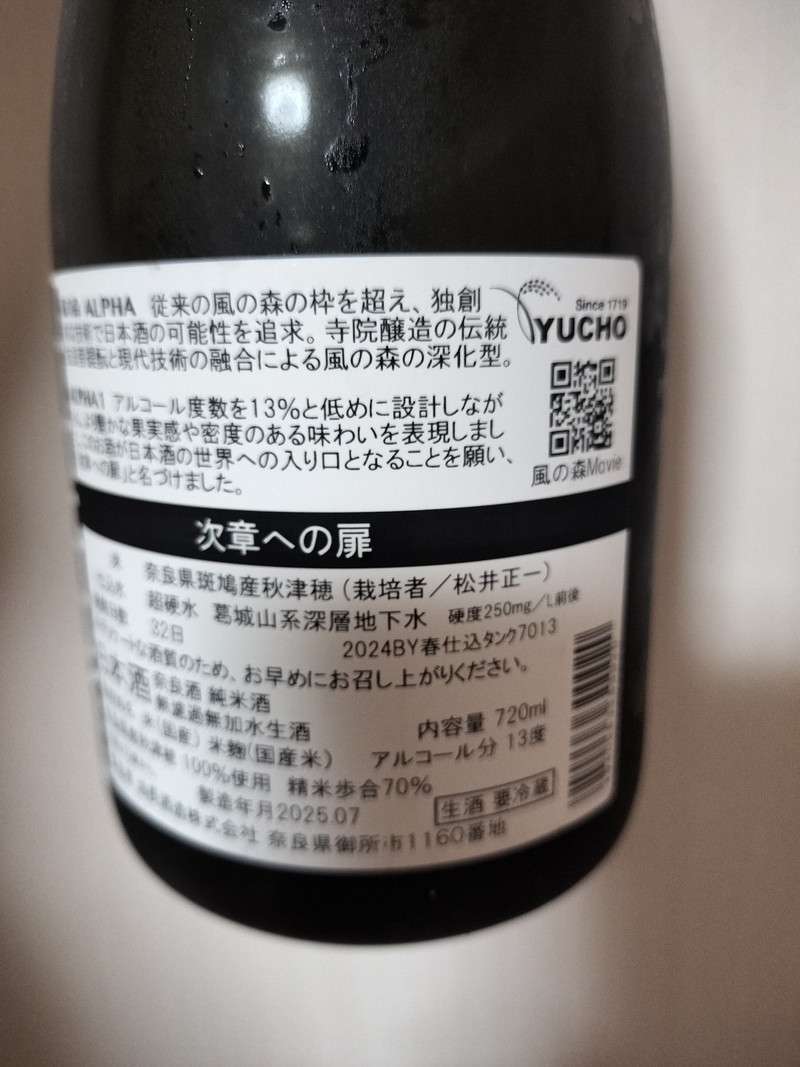 ALPHA 従来の風の森の枠を超え、独創
で日本酒の可能性を追求。寺院醸造の伝統
と現代技術の融合による風の森の深化型。
Since 1719
YUCHO
風の森Movie
ALPHA1 アルコール度数を13%と低めに設計しなが
豊かな果実感や密度のある味わいを表現しまし
お酒が日本酒の世界への入り口となることを願い、
への扉」と名づけました。
次章への扉
米 奈良県斑鳩産秋津穂(栽培者/松井正一)
超硬水 葛城山系深層地下水 硬度250mg/L前後
32日
2024BY春仕込タンク7013
な酒質のため、お早めにお召し上がりください。
日本酒 奈良酒 純米酒
無濾過無加水生酒
内容量 720ml
米(国産) 米麹(国産米)
アルコール分 13度
100%使用 精米歩合70%
製造年月2025.07
生酒 要冷蔵
株式会社 奈良県御所市1160番地